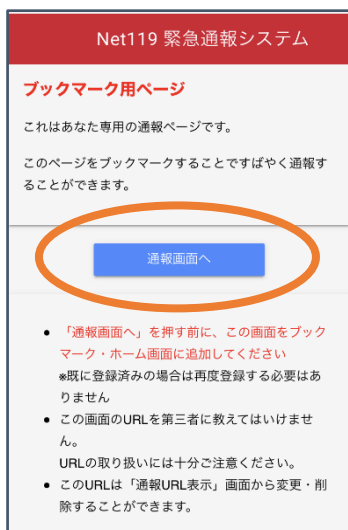 Net119 緊急通報システム
ブックマーク用ページ
これはあなた専用の通報ページです。
このページをブックマークすることですばやく通報す
ることができます。
通報画面へ
● 「通報画面へ」を押す前に、この画面をブック
マーク・ホーム画面に追加してください
※既に登録済みの場合は再度登録する必要はあ
りません
● この画面のURLを第三者に教えてはいけませ
ん。
URLの取り扱いには十分ご注意ください。
● このURLは「通報URL表示」画面から変更・削
除することができます。